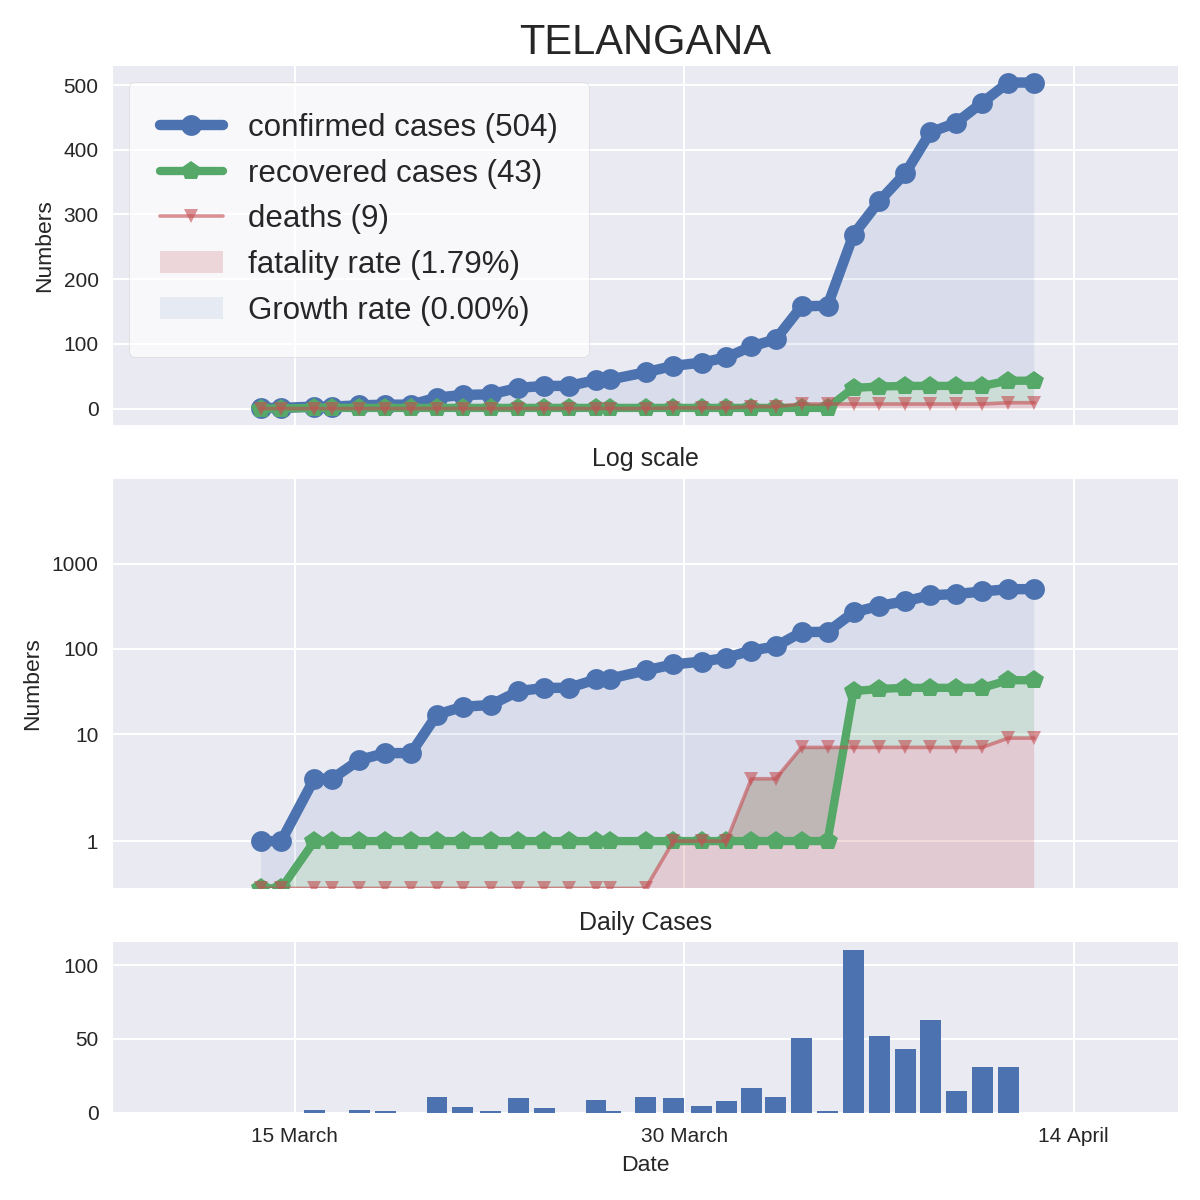 TELANGANA
500
400
300
200
100
0
Numbers
confirmed cases (504)
recovered cases (43)
deaths (9)
fatality rate (1.79%)
Growth rate (0.00%)
Log scale
1000
100
10
1
Numbers
Daily Cases
100
50
0
15 March
30 March
14 April
Date